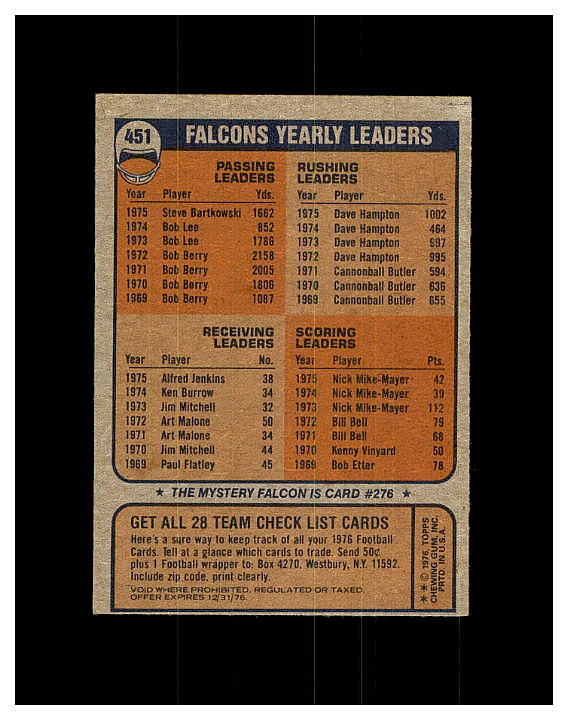 451
FALCONS YEARLY LEADERS
PASSING
LEADERS
Year Player Yds.
1975 Steve Bartkowski 1662
1974 Bob Lee 852
1973 Bob Lee 1786
1972 Bob Berry 2158
1971 Bob Berry 2005
1970 Bob Berry 1806
1969 Bob Berry 1087
RUSHING
LEADERS
Year Player Yds.
1975 Dave Hampton 1002
1974 Dave Hampton 464
1973 Dave Hampton 997
1972 Dave Hampton 995
1971 Cannonball Butler 594
1970 Cannonball Butler 636
1969 Cannonball Butler 655
RECEIVING
LEADERS
Year Player No.
1975 Alfred Jenkins 38
1974 Ken Burrow 34
1973 Jim Mitchell 32
1972 Art Malone 50
1971 Art Malone 34
1970 Jim Mitchell 44
1969 Paul Flatley 45
SCORING
LEADERS
Year Player Pts.
1975 Nick Mike-Mayer 42
1974 Nick Mike-Mayer 39
1973 Nick Mike-Mayer 112
1972 Bill Bell 79
1971 Bill Bell 68
1970 Kenny Vinyard 50
1969 Bob Etter 78
★ THE MYSTERY FALCON IS CARD #276 ★
GET ALL 28 TEAM CHECK LIST CARDS
Here's a sure way to keep track of all your 1976 Football
Cards. Tell at a glance which cards to trade. Send 50¢
plus 1 Football wrapper to: Box 4270, Westbury, N.Y. 11592.
Include zip code, print clearly.
VOID WHERE PROHIBITED, REGULATED OR TAXED.
OFFER EXPIRES 12/31/76.
★★ © 1976 TOPPS
CHEWING GUM, INC.
PRTD. IN U.S.A.